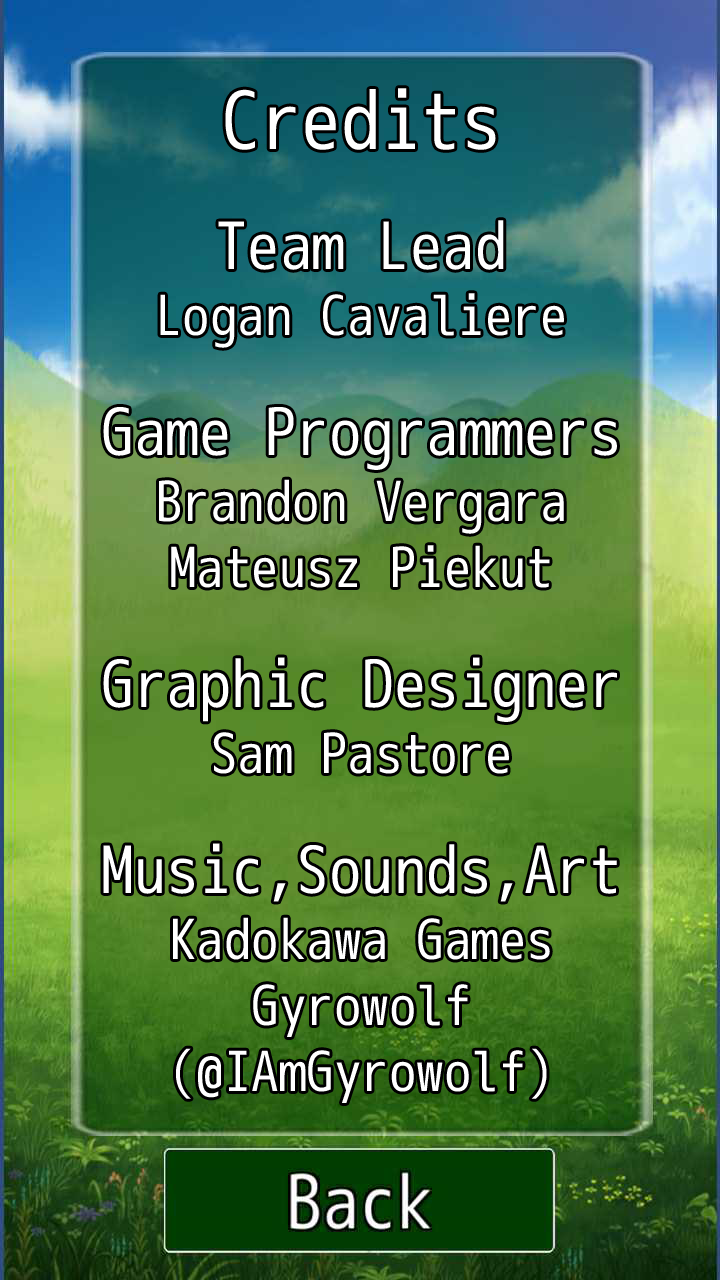 Credits
Team Lead
Logan Cavaliere
Game Programmers
Brandon Vergara
Mateusz Piekut
Graphic Designer
Sam Pastore
Music,Sounds,Art
Kadokawa Games
Gyrowolf
(@IAmGyrowolf)
Back